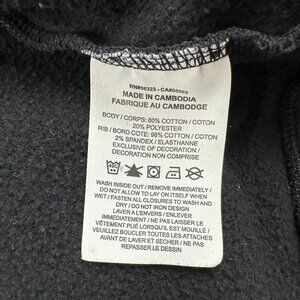 RN#56323 - CA#05553
MADE IN CAMBODIA
FABRIQUE AU CAMBODGE
BODY / CORPS: 80% COTTON / COTON
20% POLYESTER
RIB / BORD COTE: 98% COTTON / COTON
2% SPANDEX / ELASTHANNE
EXCLUSIVE OF DECORATION /
DECORATION NON COMPRISE
WASH INSIDE OUT / REMOVE IMMEDIATELY /
DO NOT ALLOW TO LAY ON ITSELF WHEN
WET / FASTEN ALL CLOSURES TO WASH AND
DRY / DO NOT IRON DESIGN
LAVER A L'ENVERS / ENLEVER
IMMEDIATEMENT / NE LAISSEZ PAS LE
VÊTEMENT PLIÉ LORSQU'IL EST MOUILLÉ /
VEUILLEZ BOUCLER TOUTES LES ATTACHES
AVANT DE LAVER ET SECHER / NE PAS
REPASSER LE DESSIN